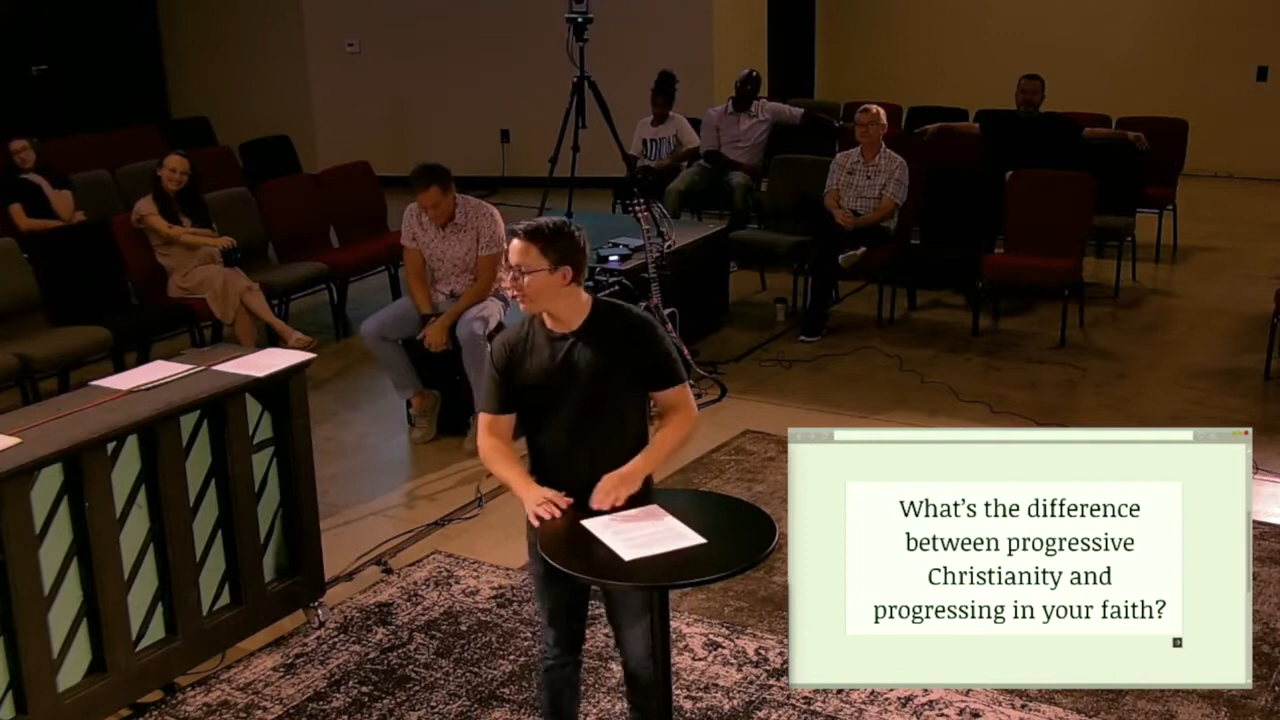 What's the difference
between progressive
Christianity and
progressing in your faith?